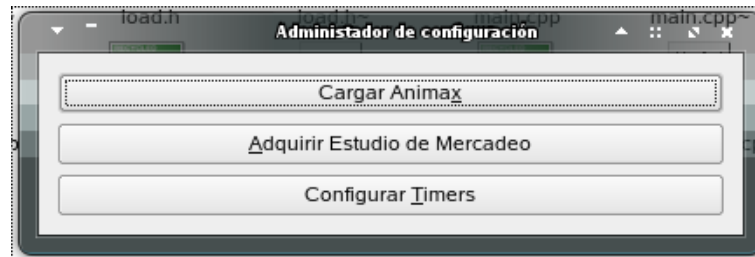 load.h load.h~ main.cpp main.cpp~
Administador de configuración
Cargar Animax
Adquirir Estudio de Mercadeo
Configurar Timers